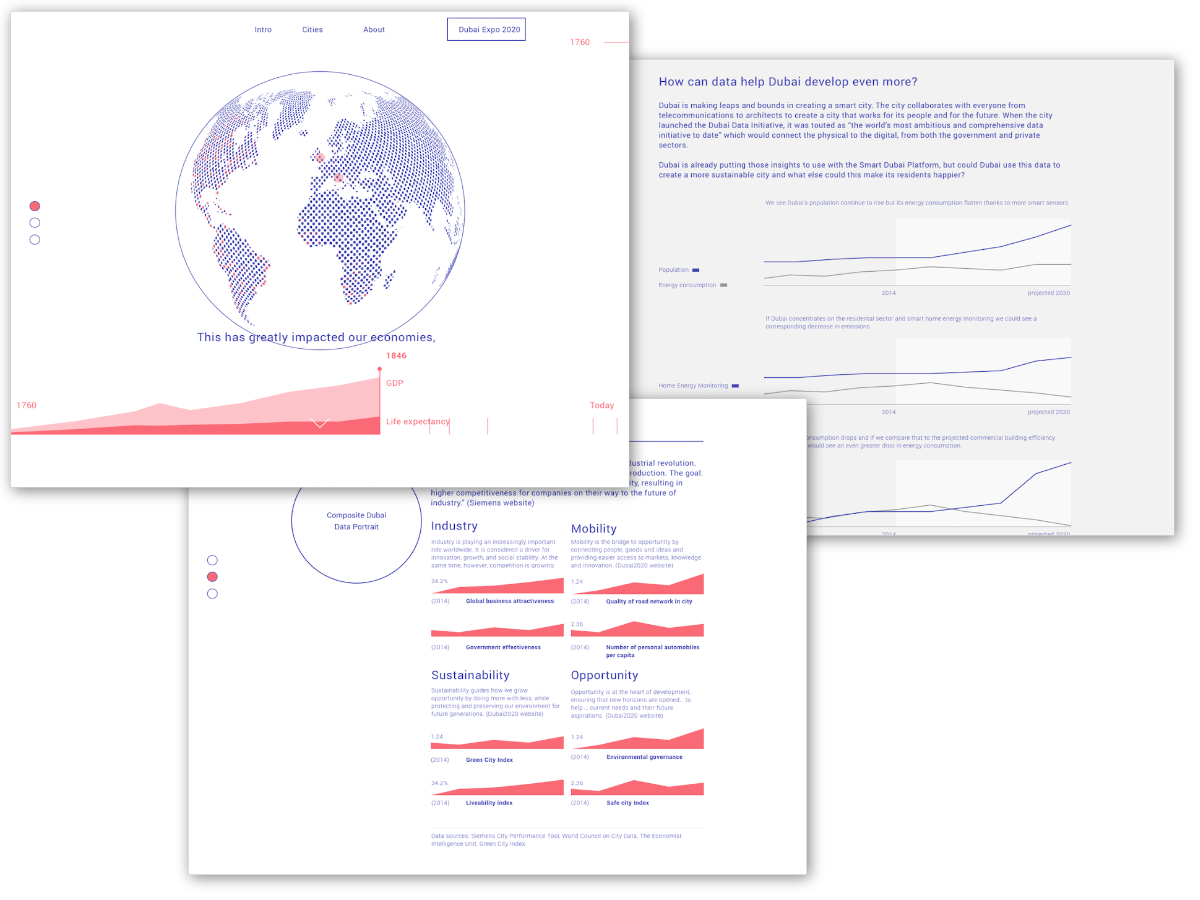 Intro
Cities
About
Dubai Expo 2020
1760
This has greatly impacted our economies,
1846
GDP
1760
Today
Life expectancy
How can data help Dubai develop even more?
Dubai is making leaps and bounds in creating a smart city. The city collaborates with everyone from
telecommunications to architects to create a city that works for its people and for the future. When the city
launched the Dubai Data Initiative, it was touted as “the world's most ambitious and comprehensive data
initiative to date” which would connect the physical to the digital, from both the government and private
sectors.
Dubai is already putting those insights to use with the Smart Dubai Platform, but could Dubai use this data to
create a more sustainable city and what else could this make its residents happier?
We see Dubai's population continue to rise but its energy consumption flatten thanks to more smart sensors.
Population
Energy consumption
2014
projected 2030
If Dubai concentrates on the residental sector and smart home energy monitoring we could see a
corresponding decrease in emissions
Home Energy Monitoring
2014
projected 2030
consumption drops and if we compare that to the projected commercial building efficiency
would see an even greater drop in energy consumption.
2014
projected 2030
dustrial revolution.
roduction. The goal:
ity, resulting in
higher competitiveness for companies on their way to the future of
industry.” (Siemens website)
Composite Dubai
Data Portrait
Industry
Industry is playing an increasingly important
role worldwide. It is considered a driver for
innovation, growth, and social stability. At the
same time, however, competition is growing
34.2%
(2014)
Global business attractiveness
(2014)
Government effectiveness
Mobility
Mobility is the bridge to opportunity by
connecting people, goods and ideas and
providing easier access to markets, knowledge
and innovation. (Dubai2020 website)
1.24
(2014)
Quality of road network in city
2.36
(2014)
Number of personal automobiles
per capita
Sustainability
Sustainability guides how we grow
opportunity by doing more with less, while
protecting and preserving our environment for
future generations. (Dubai2020 website)
1.24
(2014)
Green City Index
34.2%
(2014)
Liveability index
Opportunity
Opportunity is at the heart of development,
ensuring that new horizons are opened... to
help .. current needs and their future
aspirations. (Dubai2020 website)
1.24
(2014)
Environmental governance
2.36
(2014)
Safe city Index
Data sources: Siemens City Performance Tool, World Council on City Data, The Economist
Intelligence Unit, Green City Index